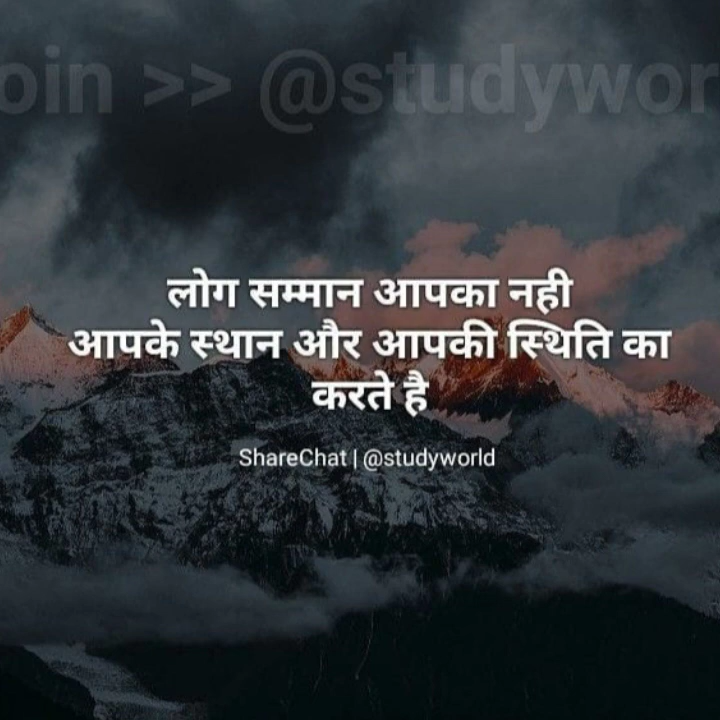 oin >> @studywor
लोग सम्मान आपका नही
आपके स्थान और आपकी स्थिति का
करते है
ShareChat | @studyworld